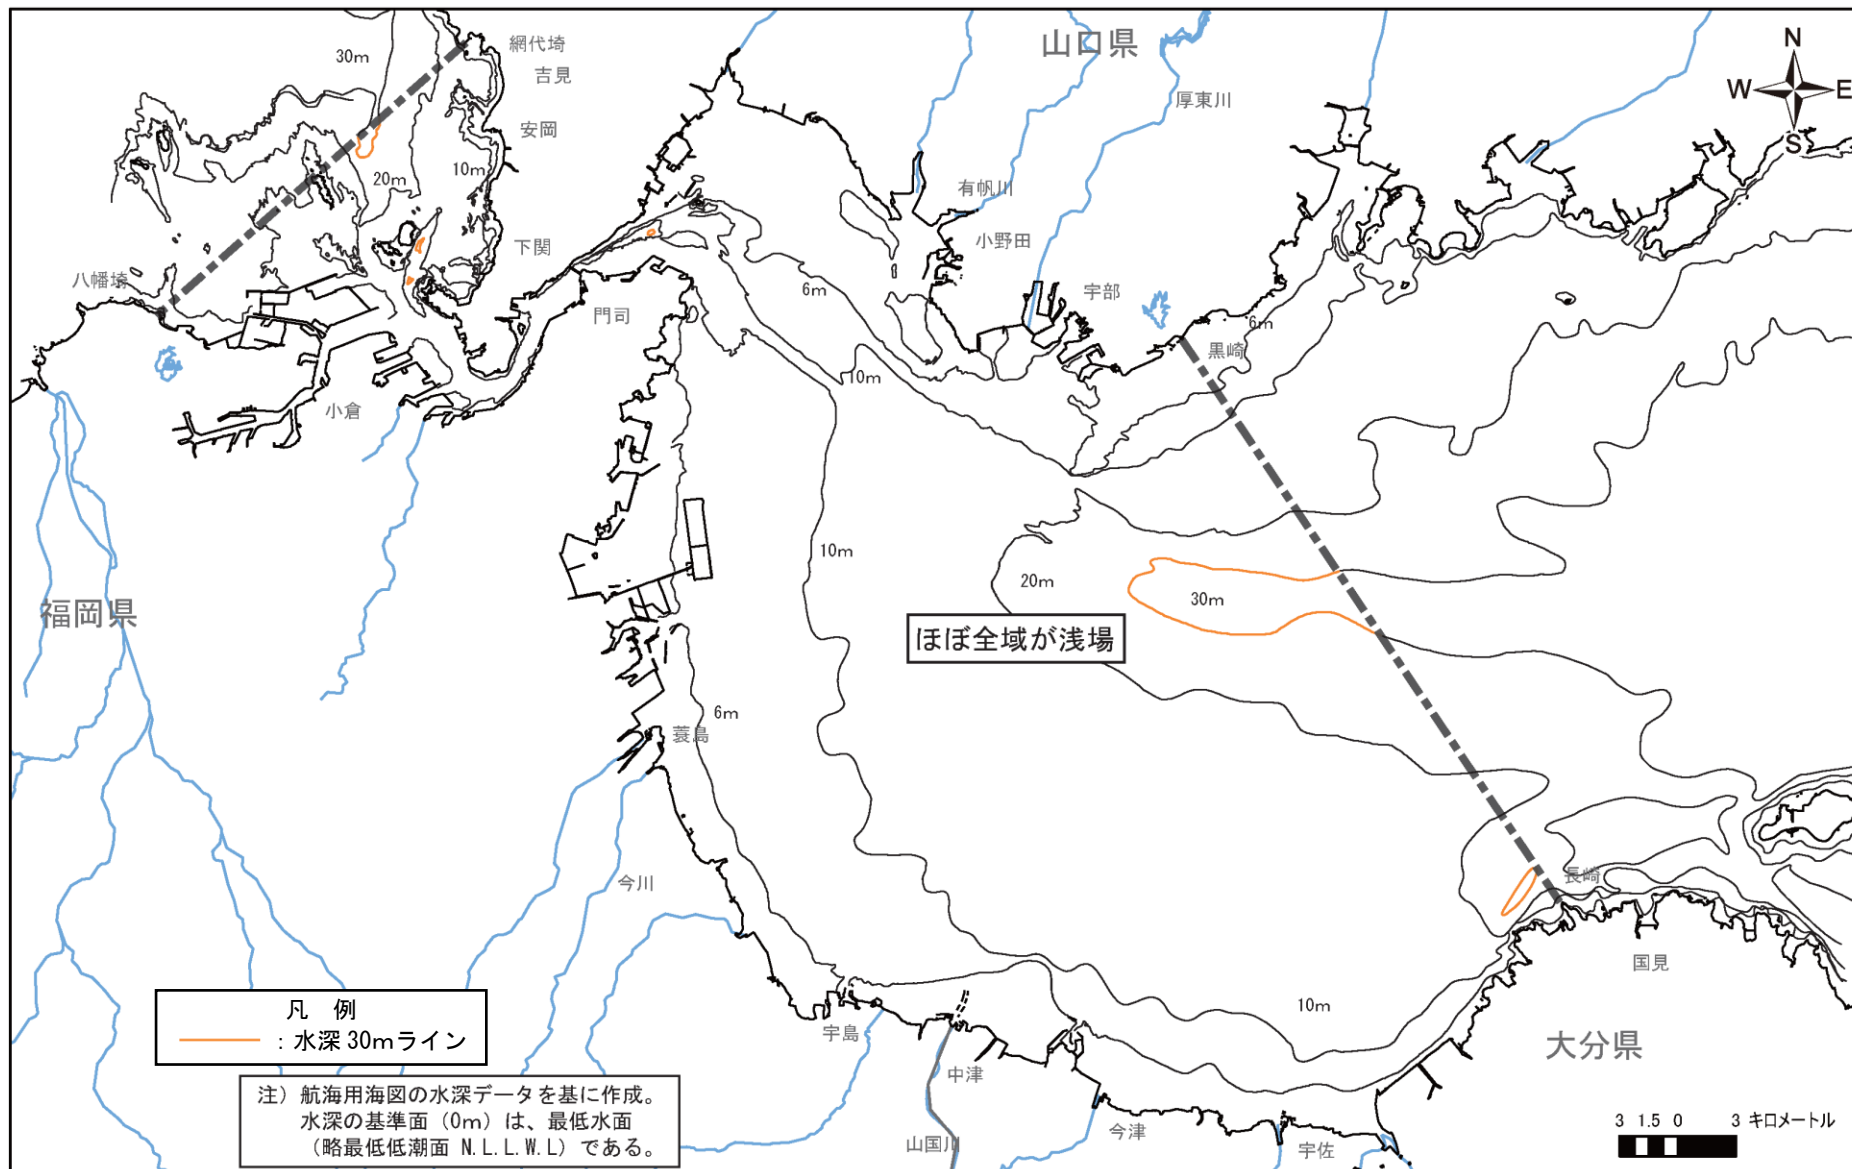 網代埼
30m
吉見
山口県
N
W
E
S
厚東川
安岡
20m
10m
有帆川
下関
小野田
八幡埼
6m
宇部
門司
6m
黒崎
10m
小倉
10m
20m
30m
福岡県
ほぼ全域が浅場
6m
蓑島
今川
長崎
国見
10m
凡　例
：水深 30mライン
宇島
大分県
中津
注）航海用海図の水深データを基に作成。
水深の基準面（0m）は、最低水面
（略最低低潮面 N.L.L.W.L）である。
今津
山国川
宇佐
3 1.5 0 3 キロメートル